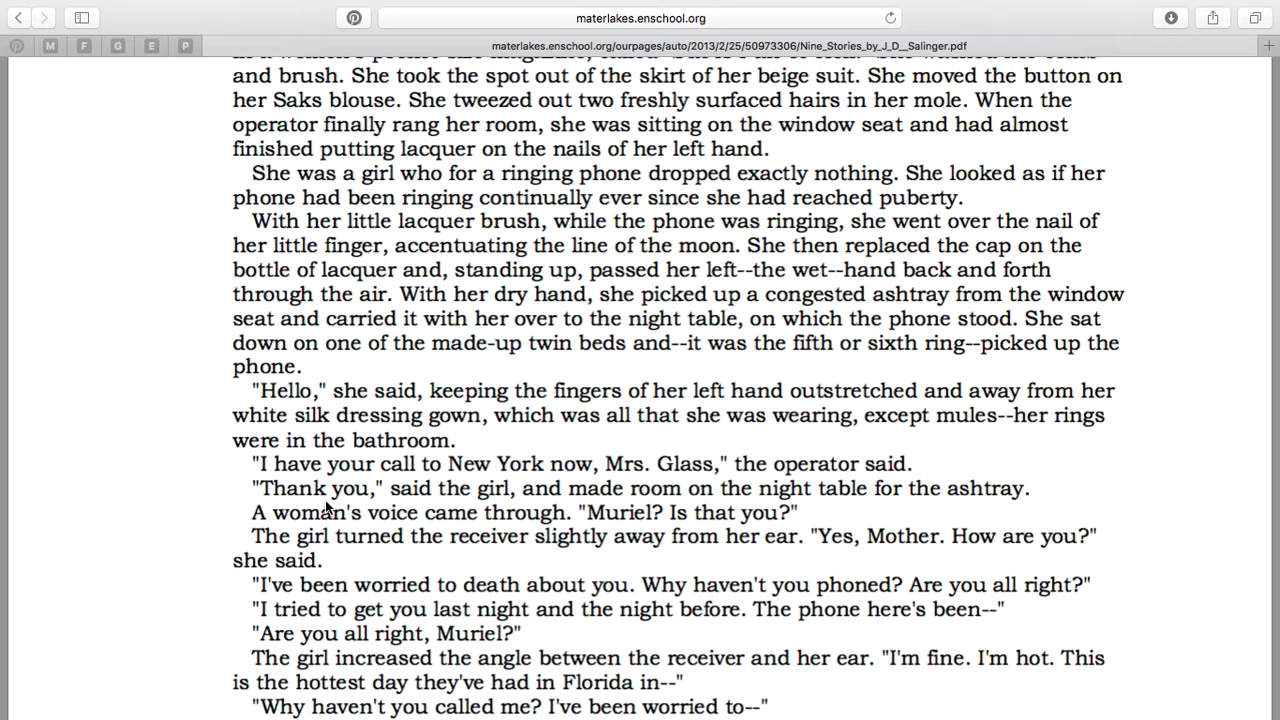 materlakes.enschool.org
M F G E P materlakes.enschool.org/ourpages/auto/2013/2/25/50973306/Nine_Stories_by_J_D__Salinger.pdf
and brush. She took the spot out of the skirt of her beige suit. She moved the button on
her Saks blouse. She tweezed out two freshly surfaced hairs in her mole. When the
operator finally rang her room, she was sitting on the window seat and had almost
finished putting lacquer on the nails of her left hand.
She was a girl who for a ringing phone dropped exactly nothing. She looked as if her
phone had been ringing continually ever since she had reached puberty.
With her little lacquer brush, while the phone was ringing, she went over the nail of
her little finger, accentuating the line of the moon. She then replaced the cap on the
bottle of lacquer and, standing up, passed her left--the wet--hand back and forth
through the air. With her dry hand, she picked up a congested ashtray from the window
seat and carried it with her over to the night table, on which the phone stood. She sat
down on one of the made-up twin beds and--it was the fifth or sixth ring--picked up the
phone.
"Hello," she said, keeping the fingers of her left hand outstretched and away from her
white silk dressing gown, which was all that she was wearing, except mules--her rings
were in the bathroom.
"I have your call to New York now, Mrs. Glass," the operator said.
"Thank you," said the girl, and made room on the night table for the ashtray.
A woman's voice came through. "Muriel? Is that you?"
The girl turned the receiver slightly away from her ear. "Yes, Mother. How are you?"
she said.
"I've been worried to death about you. Why haven't you phoned? Are you all right?"
"I tried to get you last night and the night before. The phone here's been--"
"Are you all right, Muriel?"
The girl increased the angle between the receiver and her ear. "I'm fine. I'm hot. This
is the hottest day they've had in Florida in--"
"Why haven't you called me? I've been worried to--"